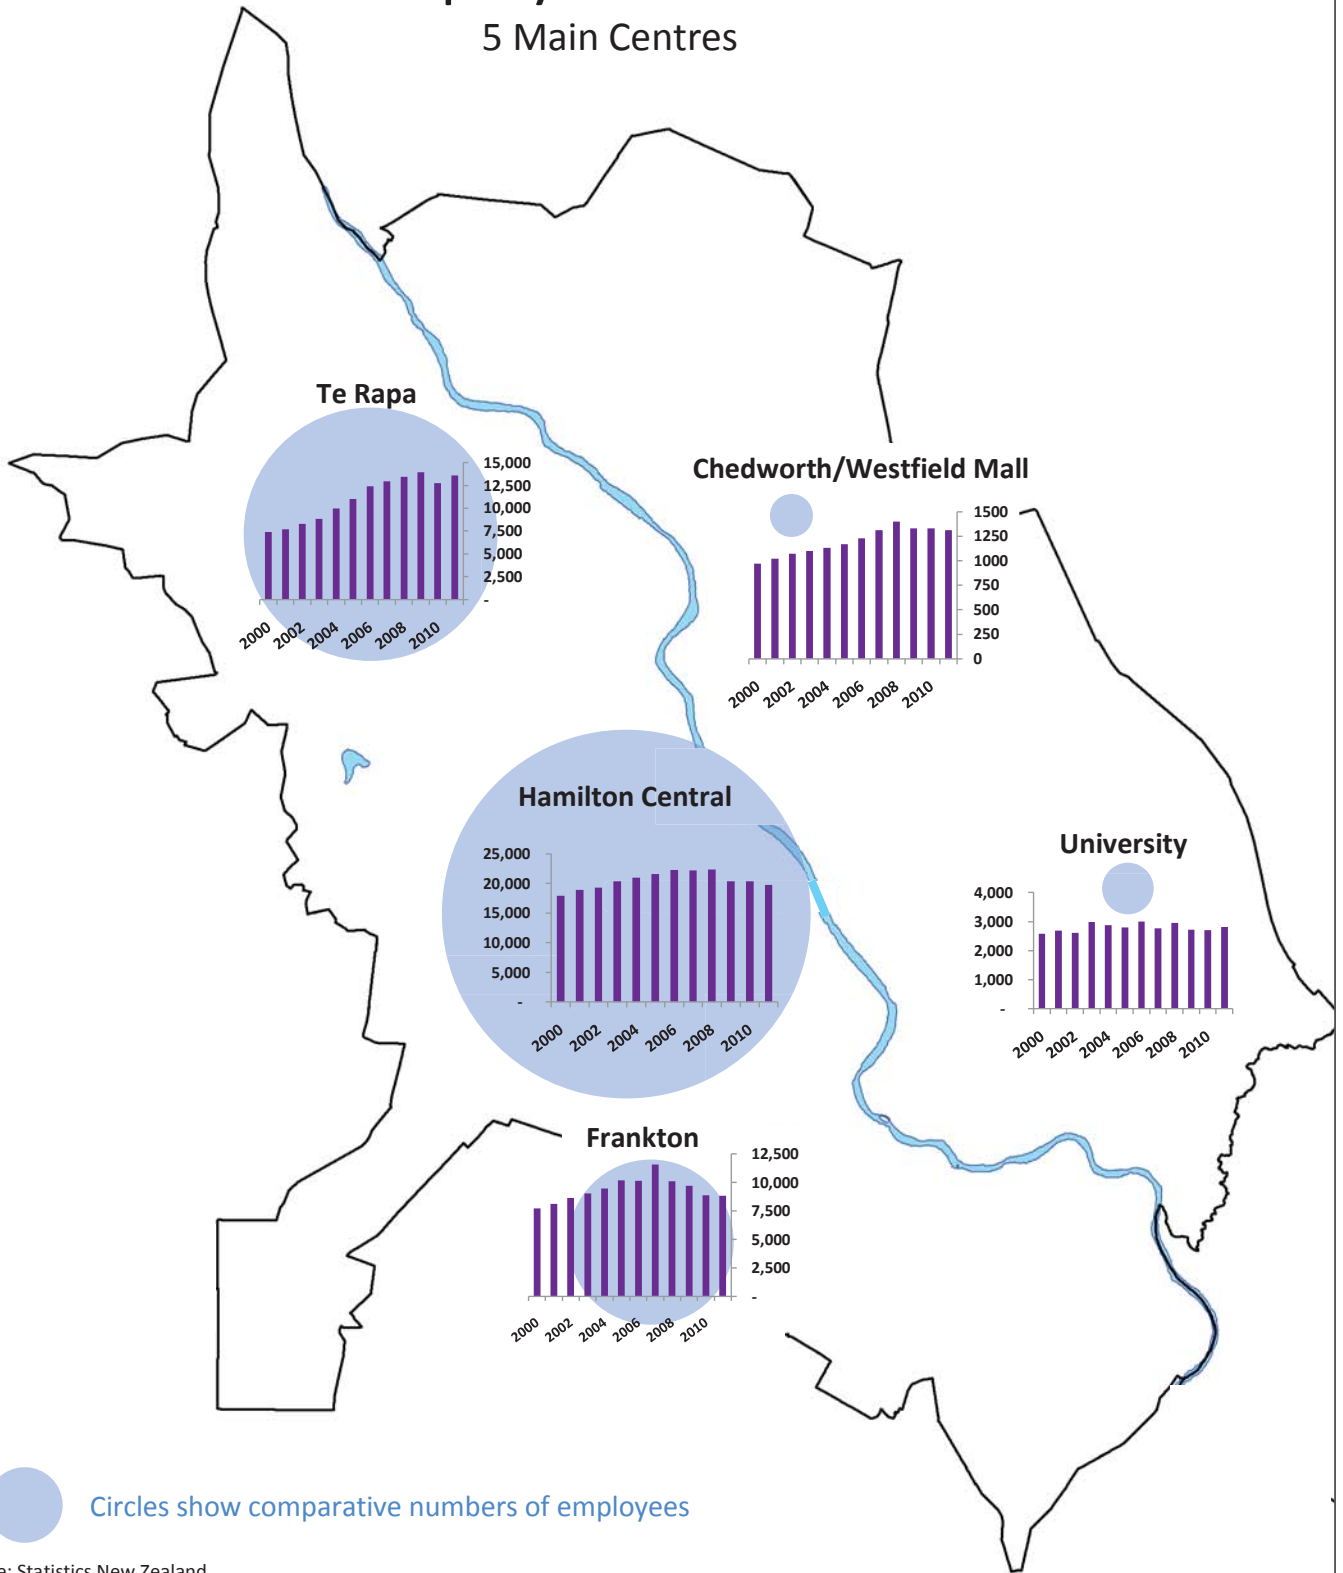 5 Main Centres
Te Rapa
15,000
12,500
10,000
7,500
5,000
2,500
-
2000 2002 2004 2006 2008 2010
Chedworth/Westfield Mall
1500
1250
1000
750
500
250
0
2000 2002 2004 2006 2008 2010
Hamilton Central
25,000
20,000
15,000
10,000
5,000
-
2000 2002 2004 2006 2008 2010
University
4,000
3,000
2,000
1,000
-
2000 2002 2004 2006 2008 2010
Frankton
12,500
10,000
7,500
5,000
2,500
-
2000 2002 2004 2006 2008 2010
Circles show comparative numbers of employees
Statistics New Zealand